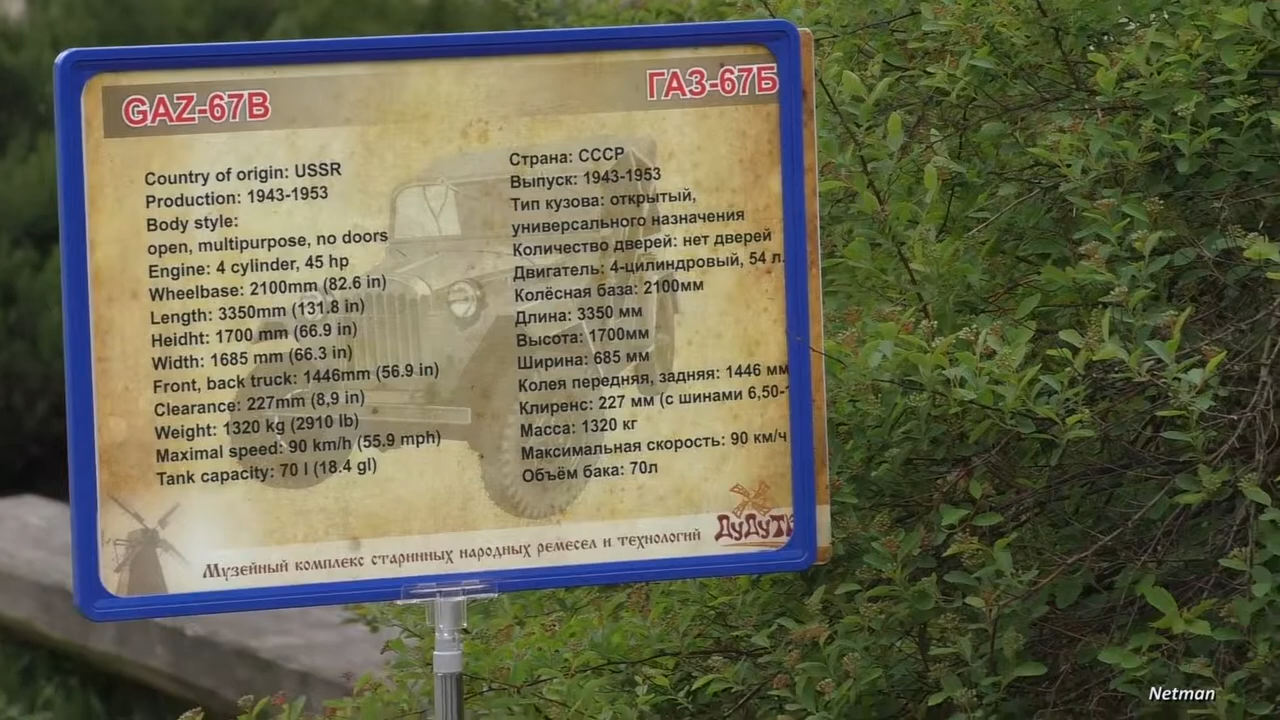 GAZ-67B
Country of origin: USSR
Production: 1943-1953
Body style:
open, multipurpose, no doors
Engine: 4 cylinder, 45 hp
Wheelbase: 2100mm (82.6 in)
Length: 3350mm (131.8 in)
Heidht: 1700 mm (66.9 in)
Width: 1685 mm (66.3 in)
Front, back truck: 1446mm (56.9 in)
Clearance: 227mm (8,9 in)
Weight: 1320 kg (2910 lb)
Maximal speed: 90 km/h (55,9 mph)
Tank capacity: 70 l (18.4 gl)
ГАЗ-67Б
Страна: СССР
Выпуск: 1943-1953
Тип кузова: открытый,
универсального назначения
Количество дверей: нет дверей
Двигатель: 4-цилиндровый, 54 л.
Колёсная база: 2100мм
Длина: 3350 мм
Высота: 1700мм
Ширина: 685 мм
Колея передняя, задняя: 1446 мм
Клиренс: 227 мм (с шинами 6,50-
Масса: 1320 кг
Максимальная скорость: 90 км/ч
Объём бака: 70л
Музейный комплекс старинных народных ремесел и технологий
Netman